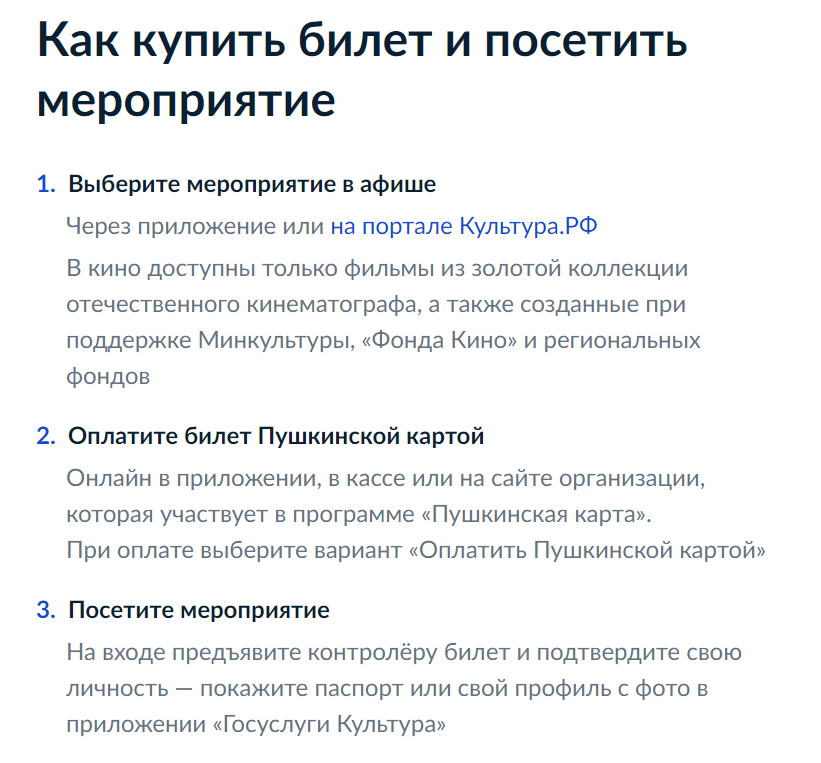 Как купить билет и посетить
мероприятие
1. Выберите мероприятие в афише
Через приложение или на портале Культура.РФ
В кино доступны только фильмы из золотой коллекции
отечественного кинематографа, а также созданные при
поддержке Минкультуры, «Фонда Кино» и региональных
фондов
2. Оплатите билет Пушкинской картой
Онлайн в приложении, в кассе или на сайте организации,
которая участвует в программе «Пушкинская карта».
При оплате выберите вариант «Оплатить Пушкинской картой»
3. Посетите мероприятие
На входе предъявите контролёру билет и подтвердите свою
личность — покажите паспорт или свой профиль с фото в
приложении «Госуслуги Культура»